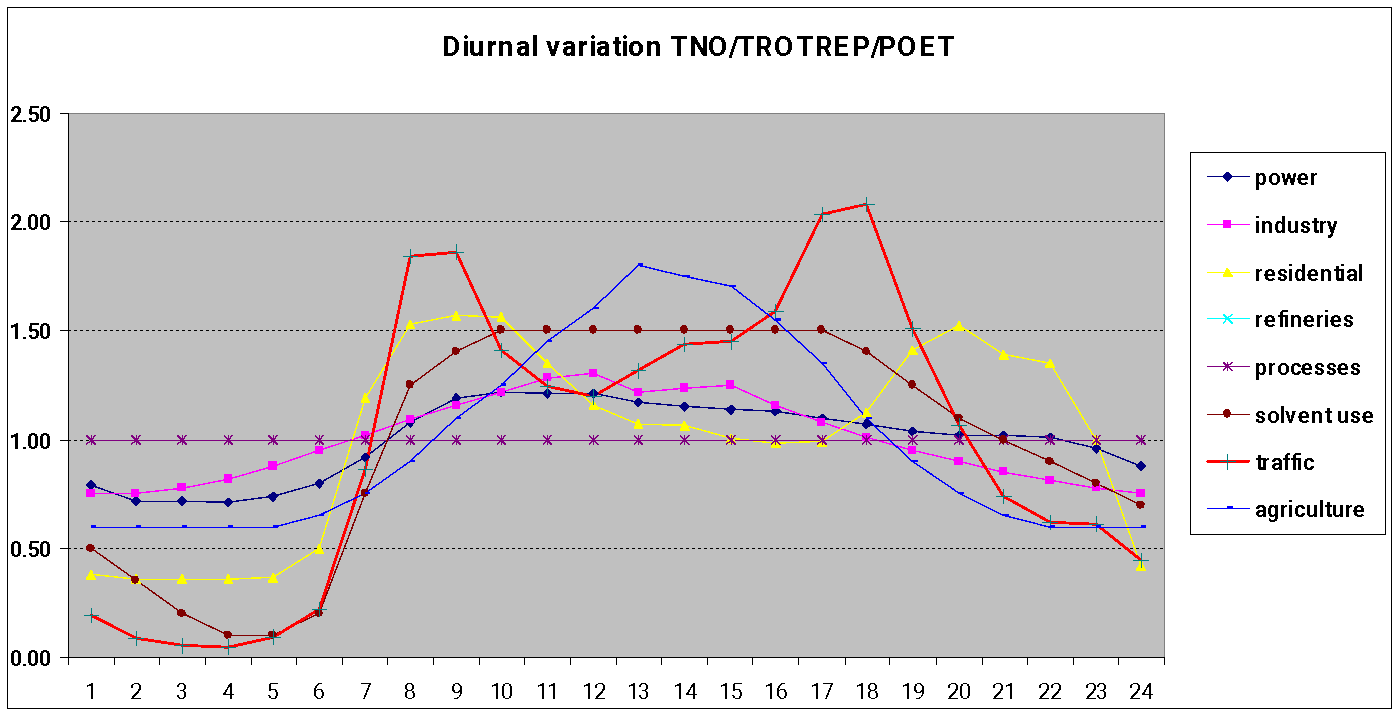 Diurnal variation TNO/TROTREP/POET
2.50
2.00
1.50
1.00
0.50
0.00
1 2 3 4 5 6 7 8 9 10 11 12 13 14 15 16 17 18 19 20 21 22 23 24
power
industry
residential
refineries
processes
solvent use
traffic
agriculture